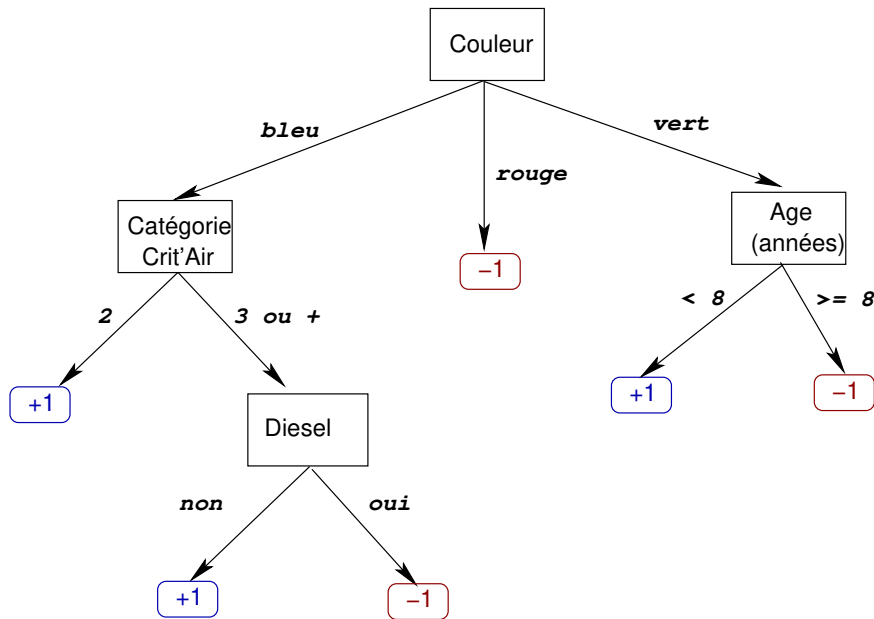 Couleur
bleu
vert
rouge
Catégorie
Crit'Air
Age
(années)
−1
2
3 ou +
< 8
>= 8
+1
+1
−1
Diesel
non
oui
+1
−1